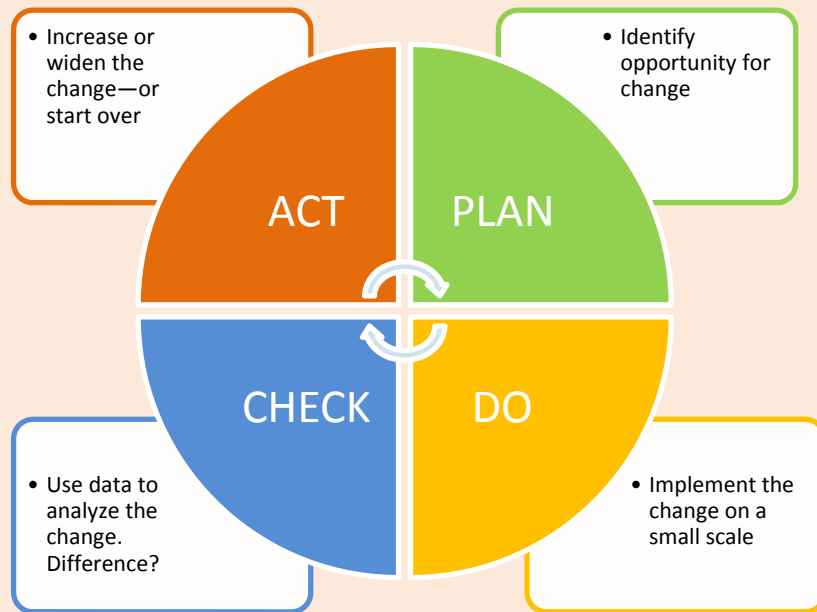 • Increase or
widen the
change—or
start over
• Identify
opportunity for
change
ACT
PLAN
CHECK
DO
• Use data to
analyze the
change.
Difference?
• Implement the
change on a
small scale